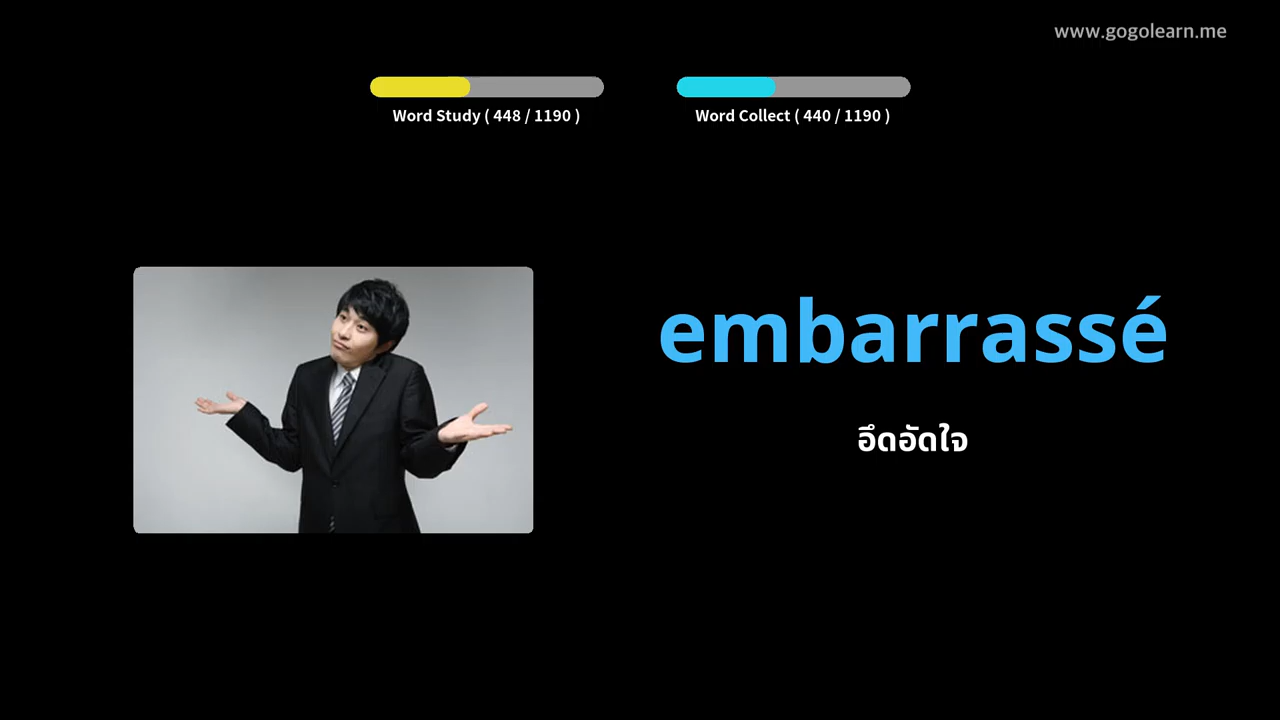 www.gogolearn.me
Word Study ( 448 / 1190 )
Word Collect ( 440 / 1190 )
embarrassé
อึดอัดใจ